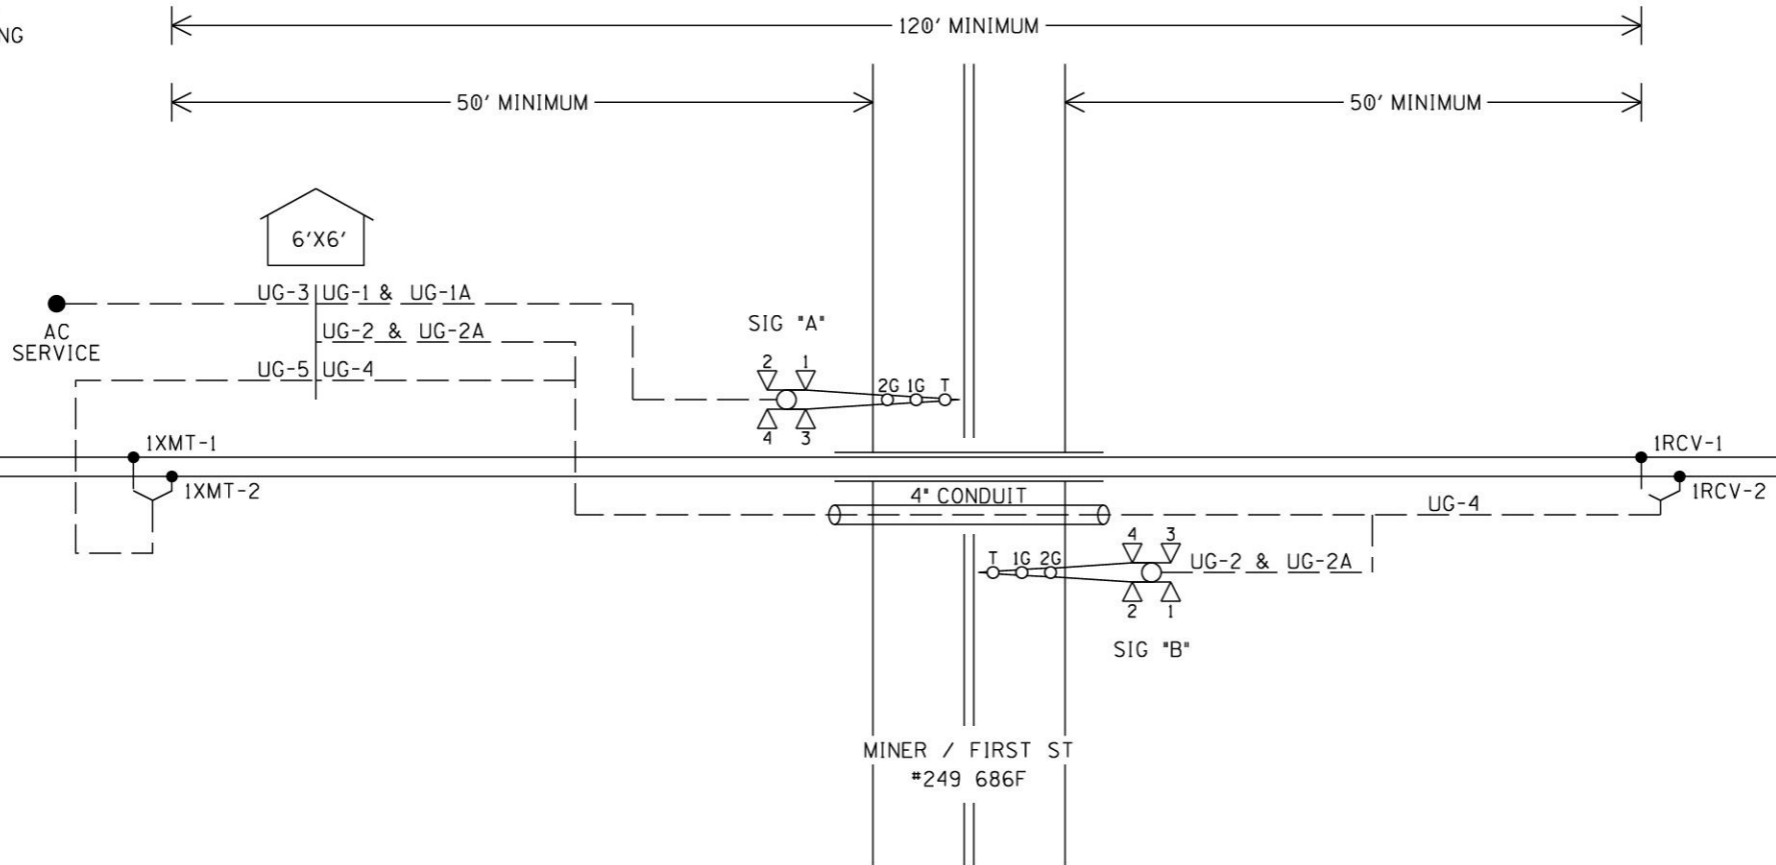 NG
120' MINIMUM
50' MINIMUM
50' MINIMUM
6'X6'
UG-3
UG-1 & UG-1A
UG-2 & UG-2A
UG-5
UG-4
AC
SERVICE
SIG "A"
2 1
2G 1G T
4 3
1XMT-1
1XMT-2
1RCV-1
1RCV-2
4" CONDUIT
UG-4
4 3
T 1G 2G
UG-2 & UG-2A
2 1
SIG "B"
MINER / FIRST ST
#249 686F